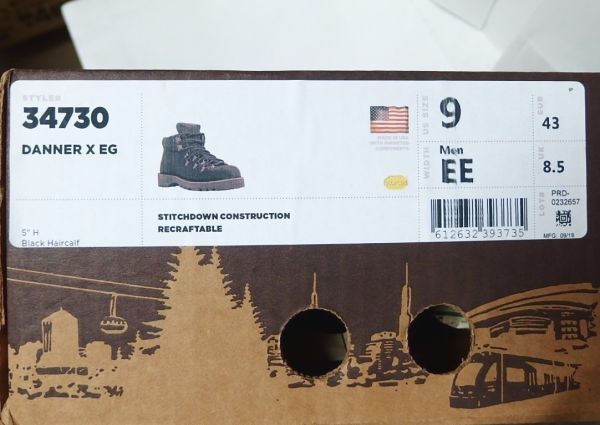 STYLE#
34730
DANNER X EG
5" H
Black Haircalf
STITCHDOWN CONSTRUCTION
RECRAFTABLE
MADE IN USA
WITH IMPORTED
COMPONENTS
vibram
US SIZE
9
WIDTH
Men
EE
EUR
43
UK
8.5
LOT#
PRD-
0232657
MFG: 09/19
612632 393735